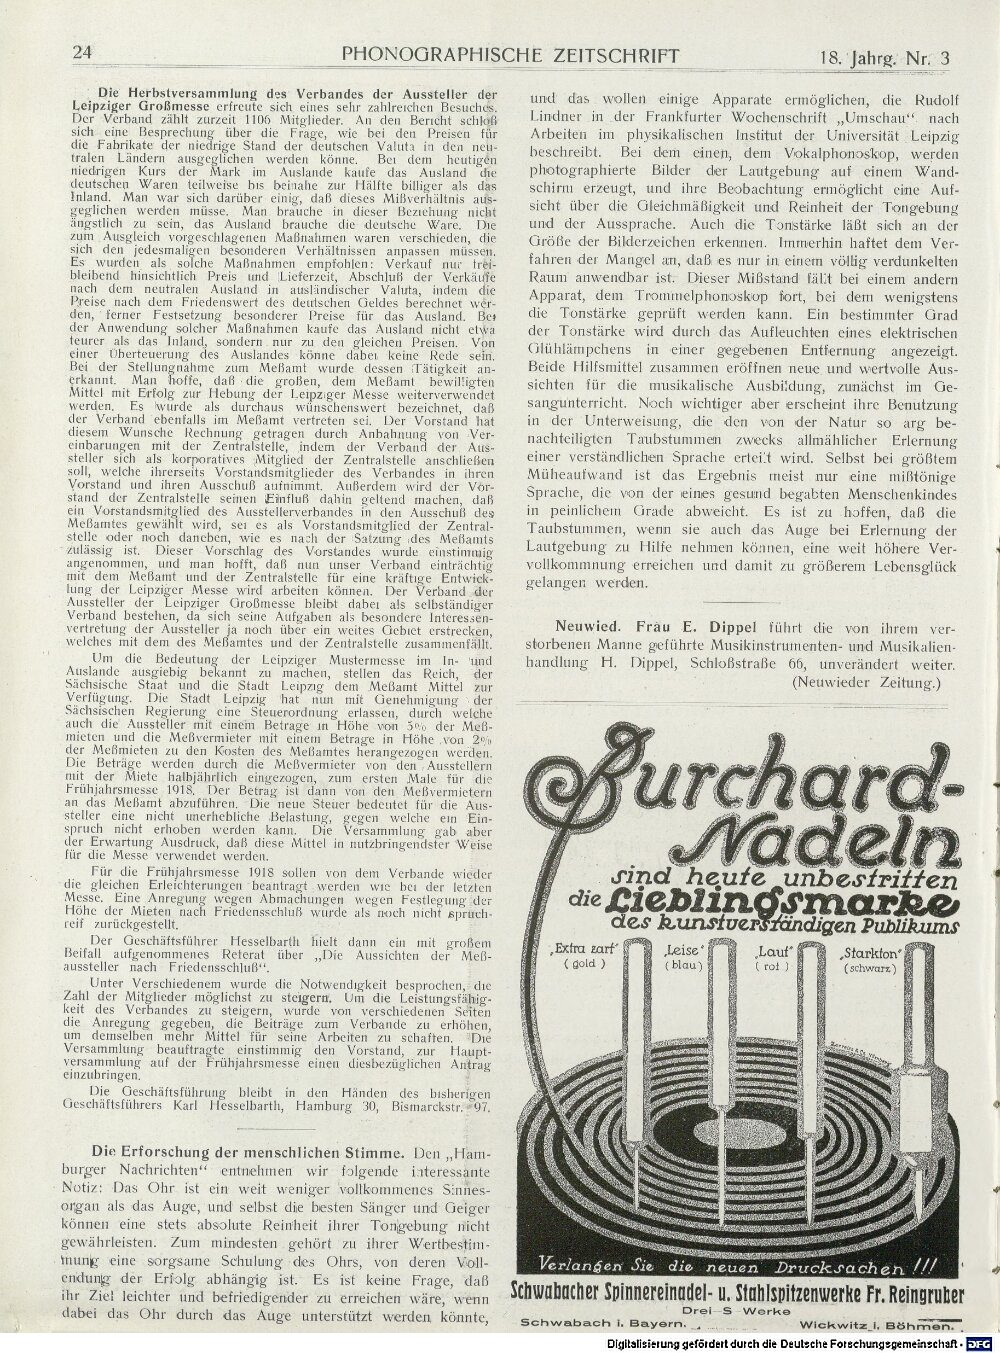 24
PHONOGRAPHISCHE ZEITSCHRIFT
18. Jahrg. Nr. 3
Die Herbstversammlung des Verbandes der Aussteller der
Leipziger Großmesse erfreute sich eines sehr zahlreichen Besuches.
Der Verband zählt zurzeit 1106 Mitglieder. An den Bericht schloß
sich eine Besprechung über die Frage, wie bei den Preisen für
die Fabrikate der niedrige Stand der deutschen Valuta in den neu-
tralen Ländern ausgeglichen werden könne. Bei dem heutigen
niedrigen Kurs der Mark im Auslande kaufe das Ausland die
deutschen Waren teilweise bis beinahe zur Hälfte billiger als das
Inland. Man war sich darüber einig, daß dieses Mißverhältnis aus-
geglichen werden müsse. Man brauche in dieser Beziehung nicht
ängstlich zu sein, das Ausland brauche die deutsche Ware. Die
zum Ausgleich vorgeschlagenen Maßnahmen waren verschieden, die
sich den jedesmaligen besonderen Verhältnissen anpassen müssen.
Es wurden als solche Maßnahmen empfohlen: Verkauf nur frei-
bleibend hinsichtlich Preis und Lieferzeit, Abschluß der Verkäufe
nach dem neutralen Ausland in ausländischer Valuta, indem die
Preise nach dem Friedenswert des deutschen Geldes berechnet wer-
den, ferner Festsetzung besonderer Preise für das Ausland. Bei
der Anwendung solcher Maßnahmen kaufe das Ausland nicht etwa
teurer als das Inland, sondern nur zu den gleichen Preisen. Von
einer Überteuerung des Auslandes könne dabei keine Rede sein.
Bei der Stellungnahme zum Meßamt wurde dessen Tätigkeit an-
erkannt. Man hoffe, daß die großen, dem Meßamt bewilligten
Mittel mit Erfolg zur Hebung der Leipziger Messe weiterverwendet
werden. Es wurde als durchaus wünschenswert bezeichnet, daß
der Verband ebenfalls im Meßamt vertreten sei. Der Vorstand hat
diesem Wunsche Rechnung getragen durch Anbahnung von Ver-
einbarungen mit der Zentralstelle, indem der Verband der Aus-
steller sich als korporatives Mitglied der Zentralstelle anschließen
soll, welche ihrerseits Vorstandsmitglieder des Verbandes in ihren
Vorstand und ihren Ausschuß aufnimmt. Außerdem wird der Vor-
stand der Zentralstelle seinen Einfluß dahin geltend machen, daß
ein Vorstandsmitglied des Ausstellerverbandes in den Ausschuß des
Meßamtes gewählt wird, sei es als Vorstandsmitglied der Zentral-
stelle oder noch daneben, wie es nach der Satzung des Meßamts
zulässig ist. Dieser Vorschlag des Vorstandes wurde einstimmig
angenommen, und man hofft, daß nun unser Verband einträchtig
mit dem Meßamt und der Zentralstelle für eine kräftige Entwick-
lung der Leipziger Messe wird arbeiten können. Der Verband der
Aussteller der Leipziger Großmesse bleibt dabei als selbständiger
Verband bestehen, da sich seine Aufgaben als besondere Interessen-
vertretung der Aussteller ja noch über ein weites Gebiet erstrecken,
welches mit dem des Meßamtes und der Zentralstelle zusammenfällt.
Um die Bedeutung der Leipziger Mustermesse im In- und
Auslande ausgiebig bekannt zu machen, stellen das Reich, der
Sächsische Staat und die Stadt Leipzig dem Meßamt Mittel zur
Verfügung. Die Stadt Leipzig hat nun mit Genehmigung der
Sächsischen Regierung eine Steuerordnung erlassen, durch welche
auch die Aussteller mit einem Betrage in Höhe von 5% der Meß-
mieten und die Meßvermieter mit einem Betrage in Höhe von 2%
der Meßmieten zu den Kosten des Meßamtes herangezogen werden.
Die Beträge werden durch die Meßvermieter von den Ausstellern
mit der Miete halbjährlich eingezogen, zum ersten Male für die
Frühjahrsmesse 1918. Der Betrag ist dann von den Meßvermietern
an das Meßamt abzuführen. Die neue Steuer bedeutet für die Aus-
steller eine nicht unerhebliche Belastung, gegen welche ein Ein-
spruch nicht erhoben werden kann. Die Versammlung gab aber
der Erwartung Ausdruck, daß diese Mittel in nutzbringendster Weise
für die Messe verwendet werden.
Für die Frühjahrsmesse 1918 sollen von dem Verbande wieder
die gleichen Erleichterungen beantragt werden wie bei der letzten
Messe. Eine Anregung wegen Abmachungen wegen Festlegung der
Höhe der Mieten nach Friedensschluß wurde als noch nicht spruch-
reif zurückgestellt.
Der Geschäftsführer Hesselbarth hielt dann ein mit großem
Beifall aufgenommenes Referat über „Die Aussichten der Meß-
aussteller nach Friedensschluß“.
Unter Verschiedenem wurde die Notwendigkeit besprochen, die
Zahl der Mitglieder möglichst zu steigern. Um die Leistungsfähig-
keit des Verbandes zu steigern, wurde von verschiedenen Seiten
die Anregung gegeben, die Beiträge zum Verbande zu erhöhen,
um demselben mehr Mittel für seine Arbeiten zu schaffen. Die
Versammlung beauftragte einstimmig den Vorstand, zur Haupt-
versammlung auf der Frühjahrsmesse einen diesbezüglichen Antrag
einzubringen.
Die Geschäftsführung bleibt in den Händen des bisherigen
Geschäftsführers Karl Hesselbarth, Hamburg 30, Bismarckstr. 97.
Die Erforschung der menschlichen Stimme. Den „Ham-
burger Nachrichten“ entnehmen wir folgende interessante
Notiz: Das Ohr ist ein weit weniger vollkommenes Sinnes-
organ als das Auge, und selbst die besten Sänger und Geiger
können eine stets absolute Reinheit ihrer Tongebung nicht
gewährleisten. Zum mindesten gehört zu ihrer Wertbestim-
mung eine sorgsame Schulung des Ohrs, von deren Voll-
endung der Erfolg abhängig ist. Es ist keine Frage, daß
ihr Ziel leichter und befriedigender zu erreichen wäre, wenn
dabei das Ohr durch das Auge unterstützt werden könnte,
und das wollen einige Apparate ermöglichen, die Rudolf
Lindner in der Frankfurter Wochenschrift „Umschau“ nach
Arbeiten im physikalischen Institut der Universität Leipzig
beschreibt. Bei dem einen, dem Vokalphonoskop, werden
photographierte Bilder der Lautgebung auf einem Wand-
schirm erzeugt, und ihre Beobachtung ermöglicht eine Auf-
sicht über die Gleichmäßigkeit und Reinheit der Tongebung
und der Aussprache. Auch die Tonstärke läßt sich an der
Größe der Bilderzeichen erkennen. Immerhin haftet dem Ver-
fahren der Mangel an, daß es nur in einem völlig verdunkelten
Raum anwendbar ist. Dieser Mißstand fällt bei einem andern
Apparat, dem Trommelphonoskop fort, bei dem wenigstens
die Tonstärke geprüft werden kann. Ein bestimmter Grad
der Tonstärke wird durch das Aufleuchten eines elektrischen
Glühlämpchens in einer gegebenen Entfernung angezeigt.
Beide Hilfsmittel zusammen eröffnen neue und wertvolle Aus-
sichten für die musikalische Ausbildung, zunächst im Ge-
sangunterricht. Noch wichtiger aber erscheint ihre Benutzung
in der Unterweisung, die den von der Natur so arg be-
nachteiligten Taubstummen zwecks allmählicher Erlernung
einer verständlichen Sprache erteilt wird. Selbst bei größtem
Müheaufwand ist das Ergebnis meist nur eine mißtönige
Sprache, die von der eines gesund begabten Menschenkindes
in peinlichem Grade abweicht. Es ist zu hoffen, daß die
Taubstummen, wenn sie auch das Auge bei Erlernung der
Lautgebung zu Hilfe nehmen können, eine weit höhere Ver-
vollkommnung erreichen und damit zu größerem Lebensglück
gelangen werden.
Neuwied. Frau E. Dippel führt die von ihrem ver-
storbenen Manne geführte Musikinstrumenten- und Musikalien-
handlung H. Dippel, Schloßstraße 66, unverändert weiter.
(Neuwieder Zeitung.)
Burchard-
Nadeln
sind heute unbestritten
die Lieblingsmarke
des kunstverständigen Publikums
„Extra zart“ „Leise“ „Laut“ „Starkton“
(gold) (blau) (rot) (schwarz)
Verlangen Sie die neuen Drucksachen!!!
Schwabacher Spinnereinadel- u. Stahlspitzenwerke Fr. Reingruber
Drei-S-Werke
Schwabach i. Bayern. Wickwitz i. Böhmen.
Digitalisierung gefördert durch die Deutsche Forschungsgemeinschaft - DFG